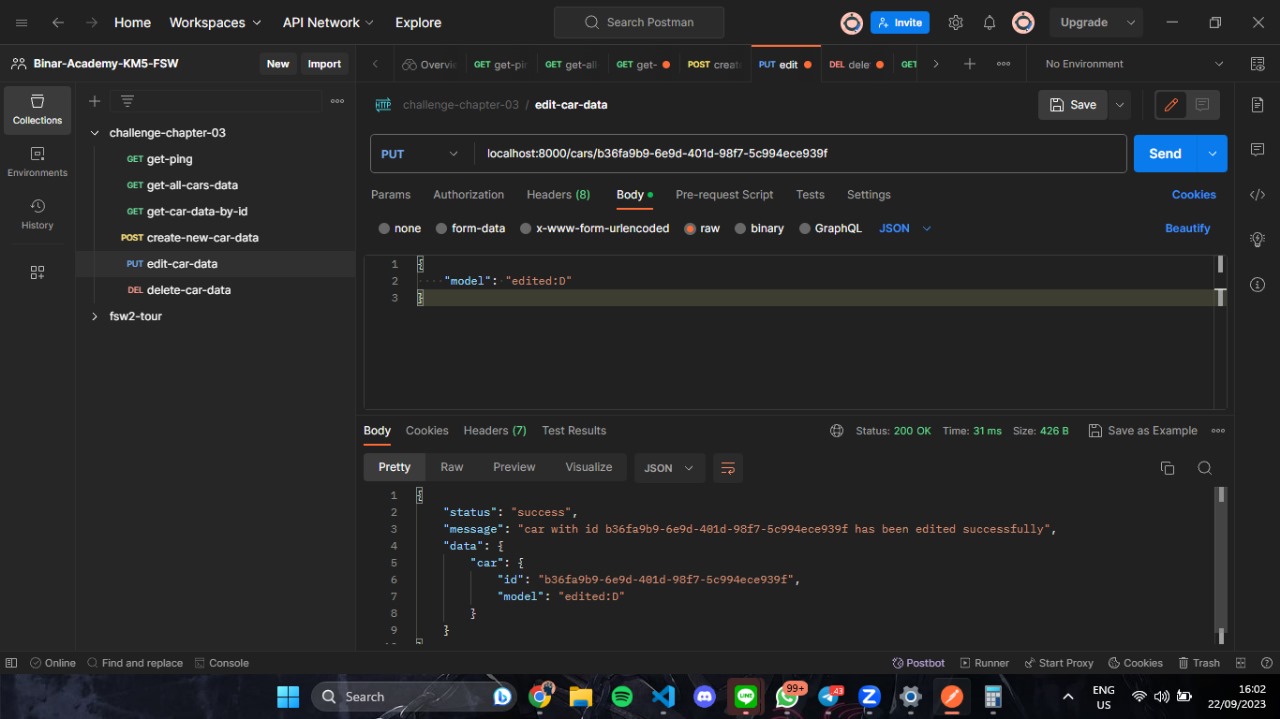 Home Workspaces API Network Explore Search Postman Invite Upgrade
Binar-Academy-KM5-FSW New Import Overvi GET get-pin GET get-all GET get- POST create PUT edit DEL dele GET No Environment
Collections
Environments
History
challenge-chapter-03
GET get-ping
GET get-all-cars-data
GET get-car-data-by-id
POST create-new-car-data
PUT edit-car-data
DEL delete-car-data
fsw2-tour
HTTP challenge-chapter-03 / edit-car-data Save
PUT localhost:8000/cars/b36fa9b9-6e9d-401d-98f7-5c994ece939f Send
Params Authorization Headers (8) Body Pre-request Script Tests Settings Cookies
none form-data x-www-form-urlencoded raw binary GraphQL JSON Beautify
1 {
2 "model": "edited:D"
3 }
Body Cookies Headers (7) Test Results Status: 200 OK Time: 31 ms Size: 426 B Save as Example
Pretty Raw Preview Visualize JSON
1 {
2 "status": "success",
3 "message": "car with id b36fa9b9-6e9d-401d-98f7-5c994ece939f has been edited successfully",
4 "data": {
5 "car": {
6 "id": "b36fa9b9-6e9d-401d-98f7-5c994ece939f",
7 "model": "edited:D"
8 }
9 }
Online Find and replace Console Postbot Runner Start Proxy Cookies Trash
Search LINE 99+ 43 ENG US 16:02 22/09/2023